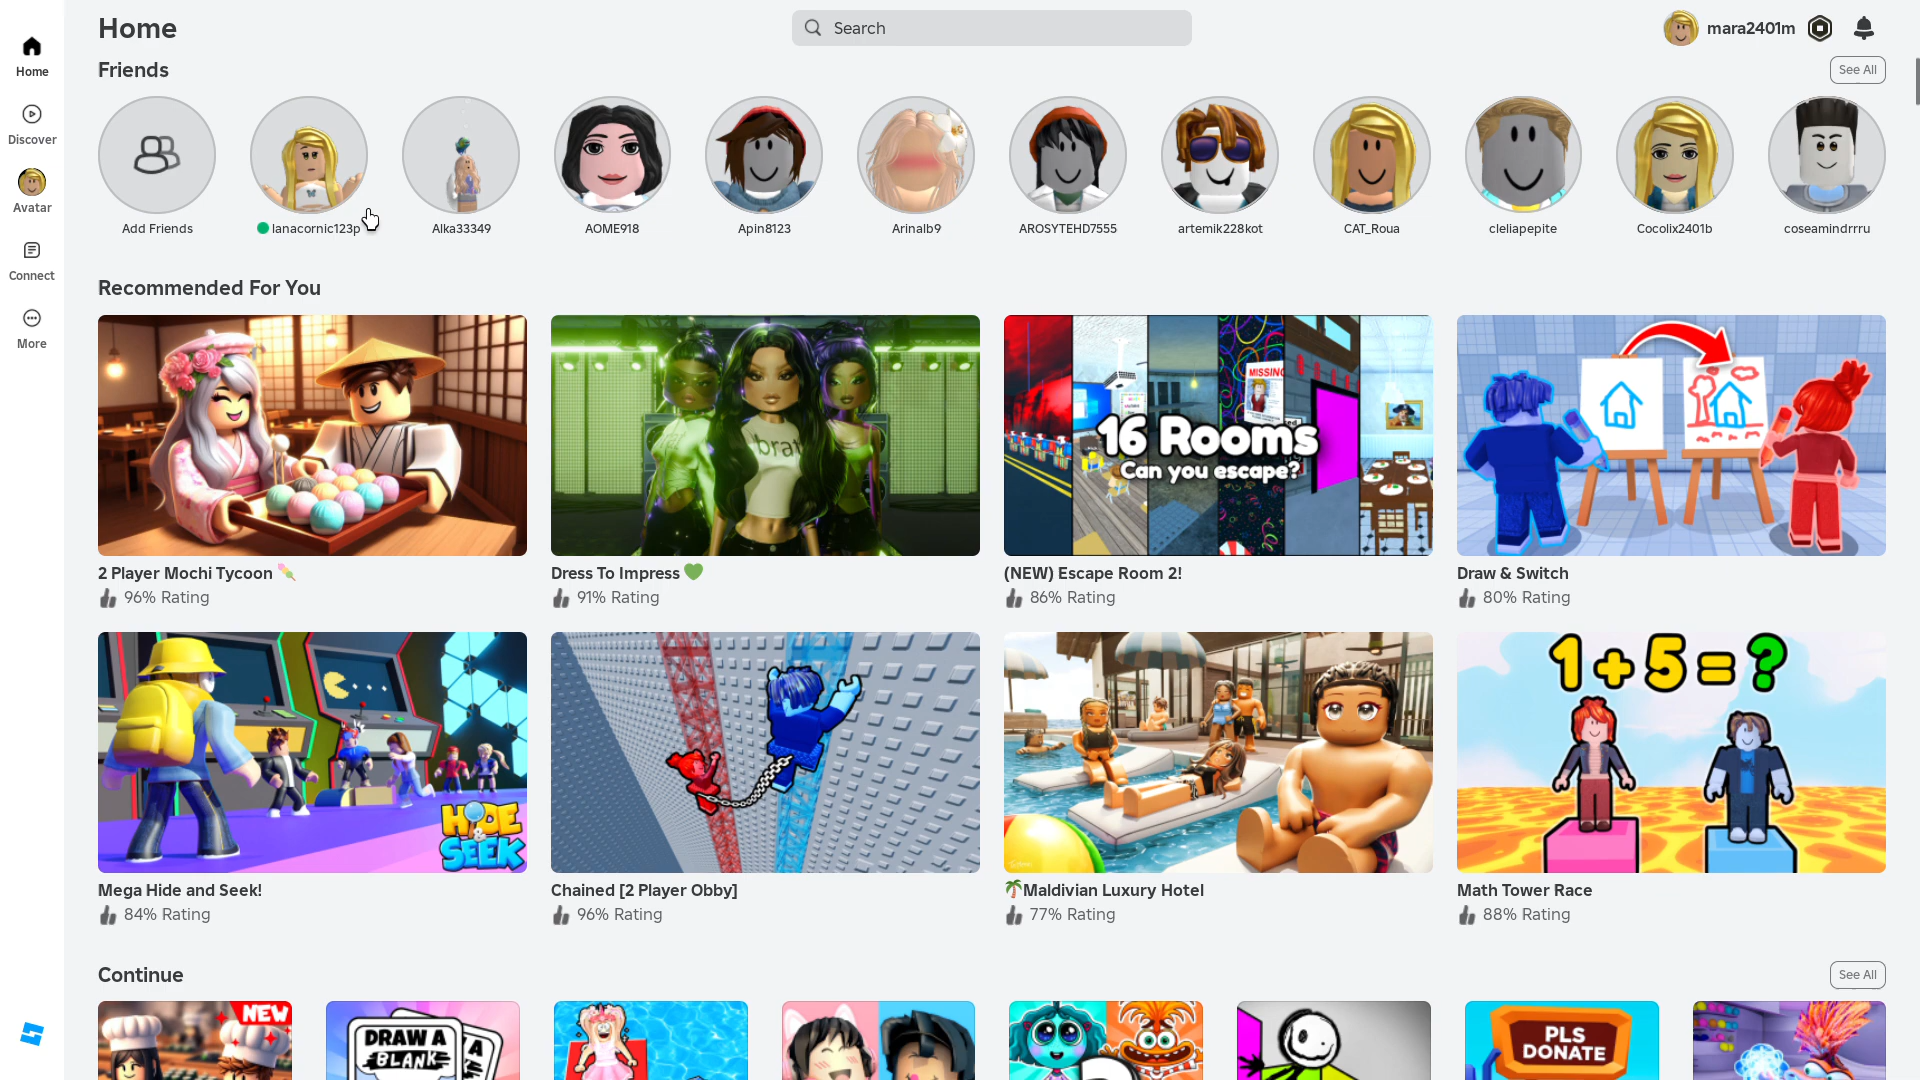 Home
Search
mara2401m
Home
Discover
Avatar
Connect
More
Friends
See All
Add Friends
lanacornic123p
Alka33349
AOME918
Apin8123
Arinalb9
AROSYTEHD7555
artemik228kot
CAT_Roua
cleliapepite
Cocolix2401b
coseamindrrru
Recommended For You
brat
MISSING
16 Rooms
Can you escape?
2 Player Mochi Tycoon 🍡
96% Rating
Dress To Impress 💚
91% Rating
(NEW) Escape Room 2!
86% Rating
Draw & Switch
80% Rating
HIDE
&
SEEK
1+5=?
Mega Hide and Seek!
84% Rating
Chained [2 Player Obby]
96% Rating
🌴Maldivian Luxury Hotel
77% Rating
Math Tower Race
88% Rating
Continue
See All
NEW
DRAW A
BLANK
PLS
DONATE